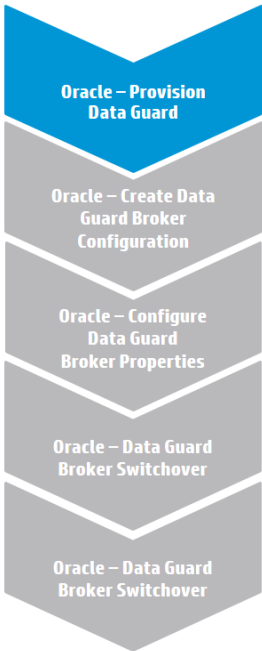 Oracle – Provision
Data Guard
Oracle – Create Data
Guard Broker
Configuration
Oracle – Configure
Data Guard
Broker Properties
Oracle – Data Guard
Broker Switchover
Oracle – Data Guard
Broker Switchover